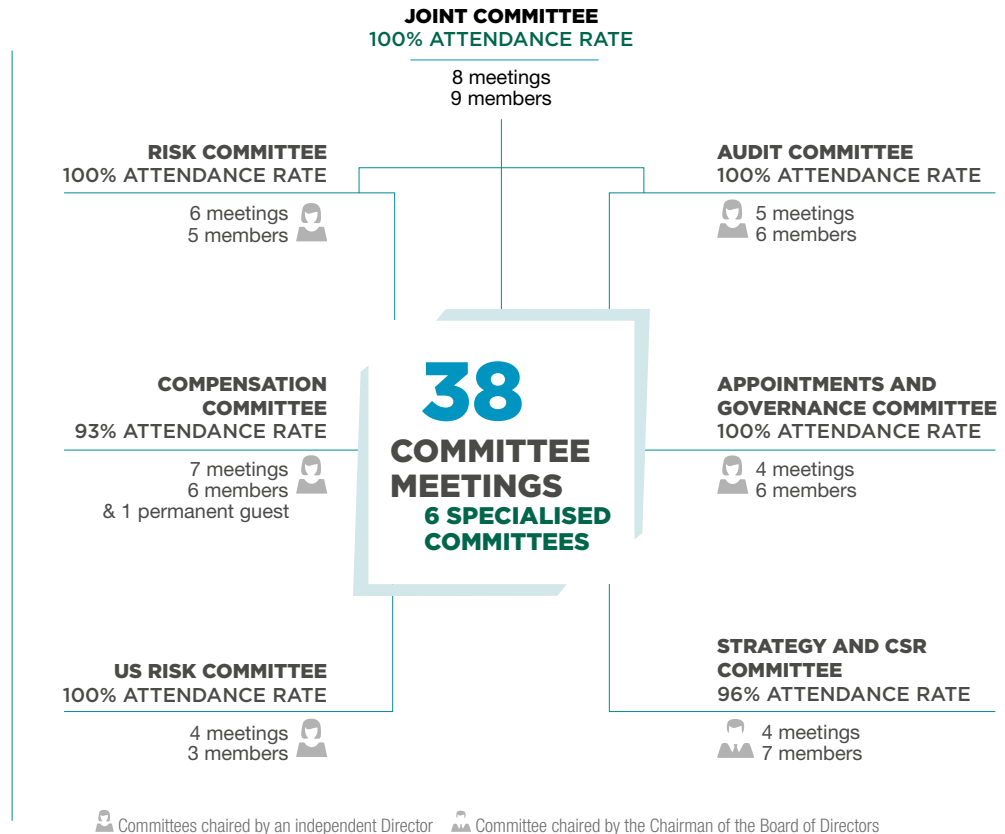 JOINT COMMITTEE
100% ATTENDANCE RATE
8 meetings
9 members
RISK COMMITTEE
100% ATTENDANCE RATE
6 meetings
5 members
AUDIT COMMITTEE
100% ATTENDANCE RATE
5 meetings
6 members
COMPENSATION
COMMITTEE
93% ATTENDANCE RATE
7 meetings
6 members
& 1 permanent guest
38
COMMITTEE
MEETINGS
6 SPECIALISED
COMMITTEES
APPOINTMENTS AND
GOVERNANCE COMMITTEE
100% ATTENDANCE RATE
4 meetings
6 members
US RISK COMMITTEE
100% ATTENDANCE RATE
4 meetings
3 members
STRATEGY AND CSR
COMMITTEE
96% ATTENDANCE RATE
4 meetings
7 members
Committees chaired by an independent Director
Committee chaired by the Chairman of the Board of Directors